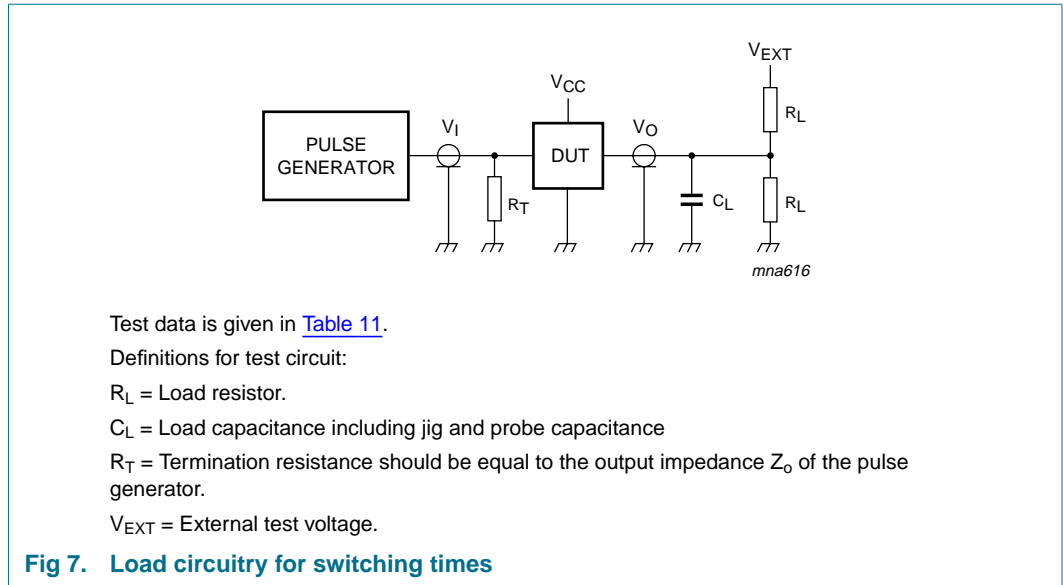 VEXT
VCC
RL
VI
VO
PULSE
GENERATOR
DUT
RT
CL
RL
mna616
Test data is given in Table 11.
Definitions for test circuit:
RL = Load resistor.
CL = Load capacitance including jig and probe capacitance
RT = Termination resistance should be equal to the output impedance Zo of the pulse
generator.
VEXT = External test voltage.
Fig 7. Load circuitry for switching times